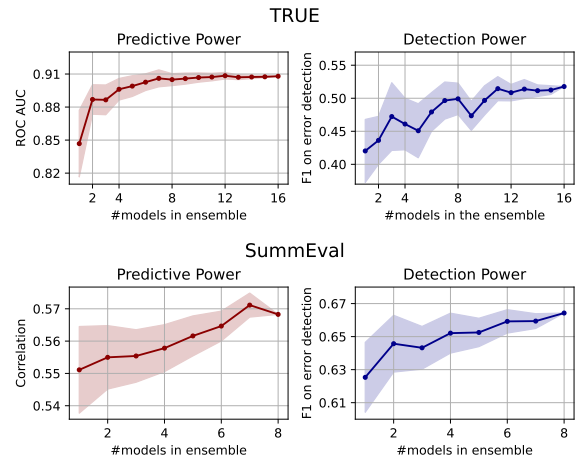 TRUE
Predictive Power
Detection Power
ROC AUC
0.91
0.88
0.85
0.82
2 4 8 12 16
#models in ensemble
F1 on error detection
0.55
0.50
0.45
0.40
2 4 8 12 16
#models in the ensemble
SummEval
Predictive Power
Detection Power
Correlation
0.57
0.56
0.55
0.54
2 4 6 8
#models in ensemble
F1 on error detection
0.67
0.65
0.63
0.61
2 4 6 8
#models in ensemble